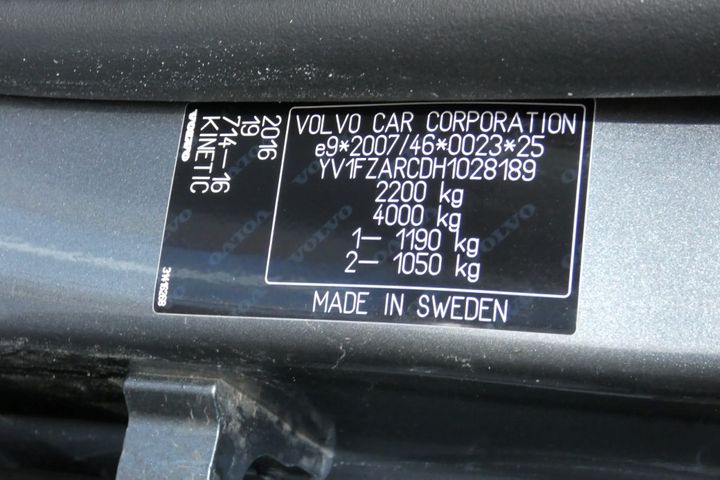 VOLVO CAR CORPORATION
e9*2007/46*0023*25
YV1FZARCDH1028189
2200 kg
4000 kg
1– 1190 kg
2– 1050 kg
MADE IN SWEDEN
2016
19
714–16
KINETIC
VOLVO
VOLVO